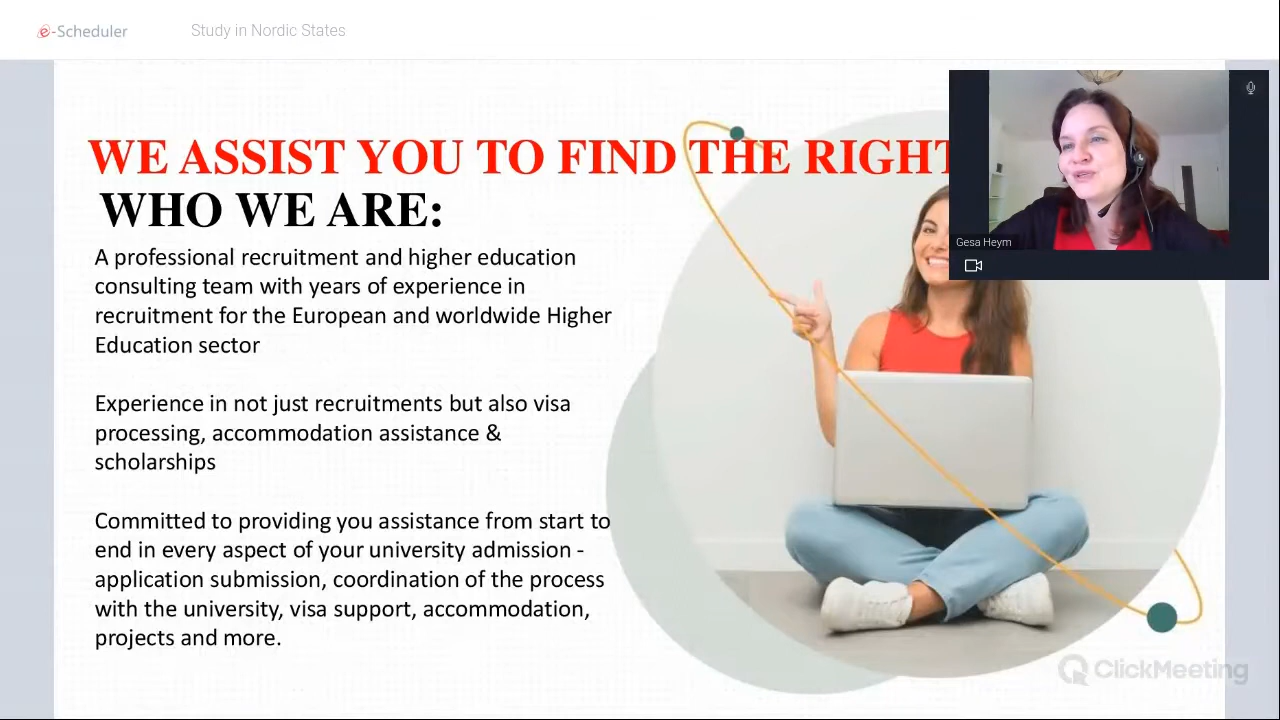 e-Scheduler
Study in Nordic States
WE ASSIST YOU TO FIND THE RIGHT
WHO WE ARE:
A professional recruitment and higher education
consulting team with years of experience in
recruitment for the European and worldwide Higher
Education sector
Experience in not just recruitments but also visa
processing, accommodation assistance &
scholarships
Committed to providing you assistance from start to
end in every aspect of your university admission -
application submission, coordination of the process
with the university, visa support, accommodation,
projects and more.
Gesa Heym
ClickMeeting